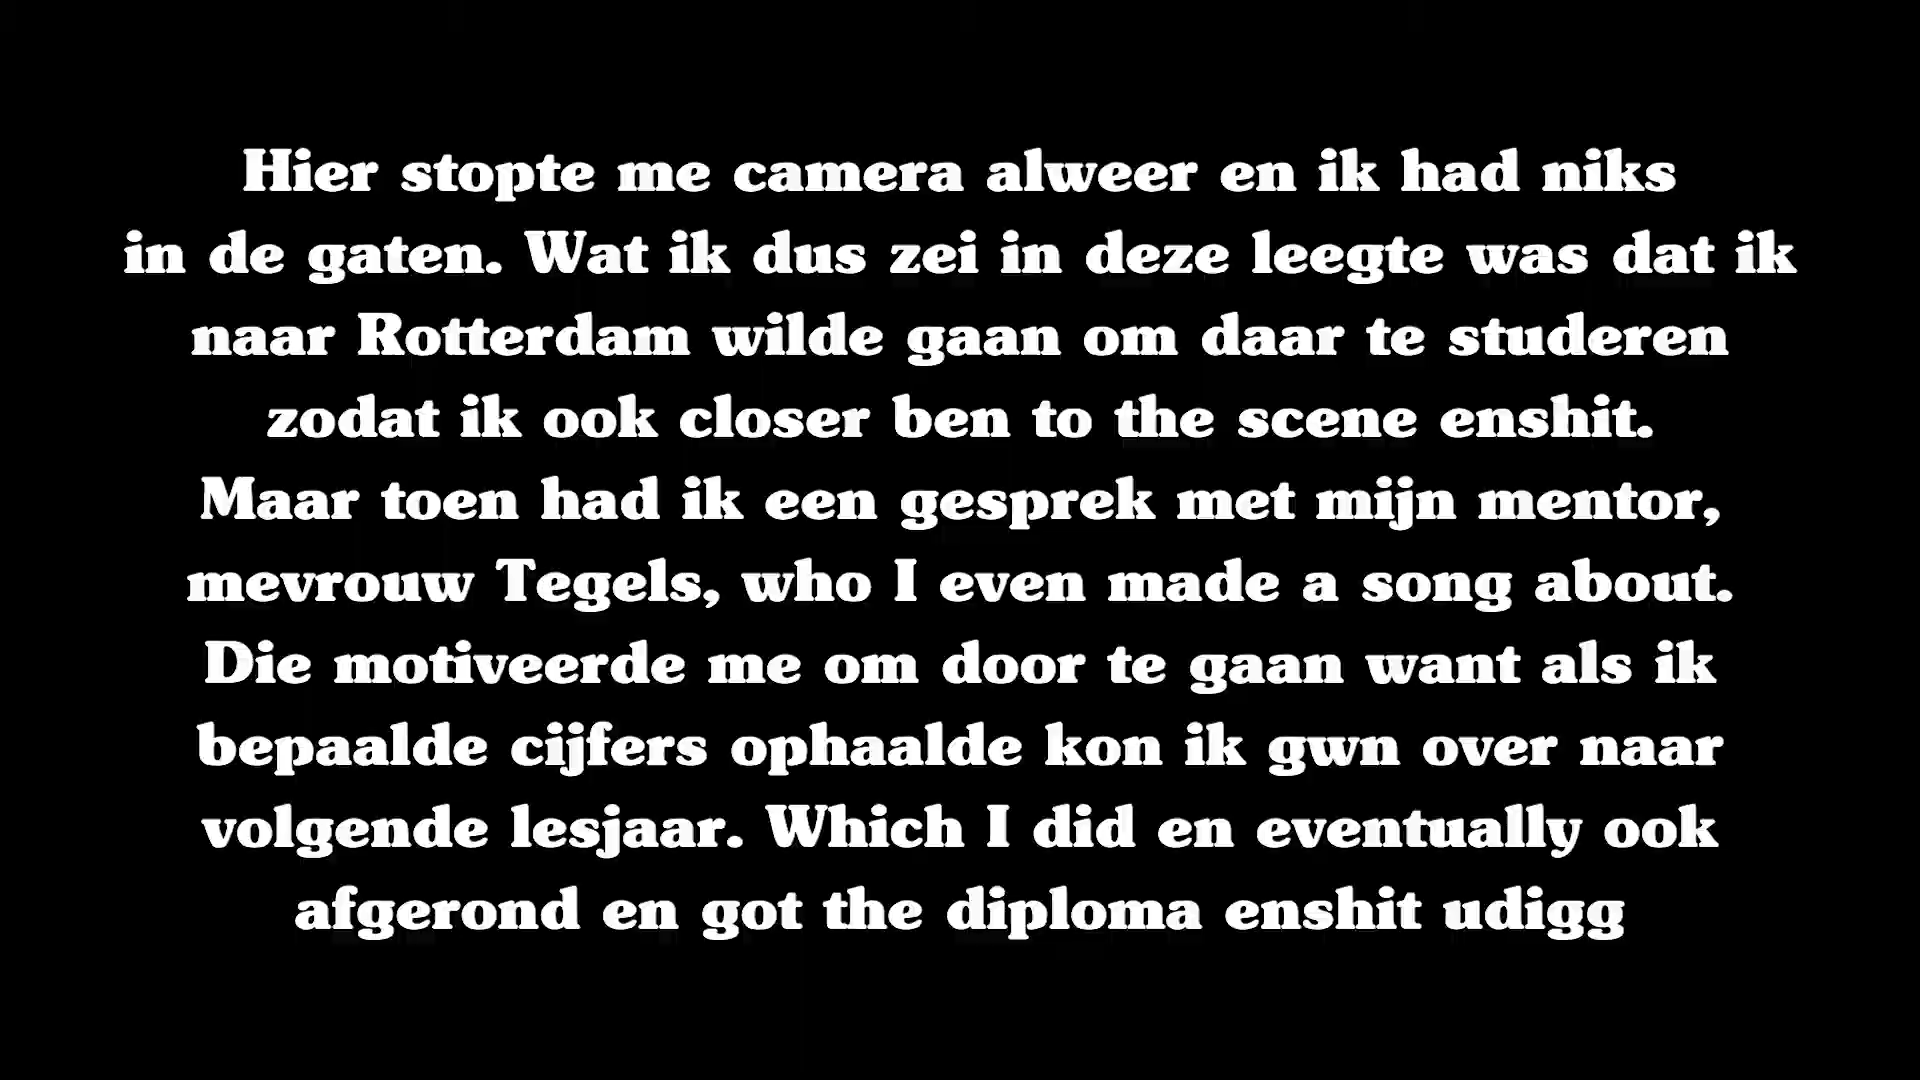 Hier stopte me camera alweer en ik had niks
in de gaten. Wat ik dus zei in deze leegte was dat ik
naar Rotterdam wilde gaan om daar te studeren
zodat ik ook closer ben to the scene enshit.
Maar toen had ik een gesprek met mijn mentor,
mevrouw Tegels, who I even made a song about.
Die motiveerde me om door te gaan want als ik
bepaalde cijfers ophaalde kon ik gwn over naar
volgende lesjaar. Which I did en eventually ook
afgerond en got the diploma enshit udigg